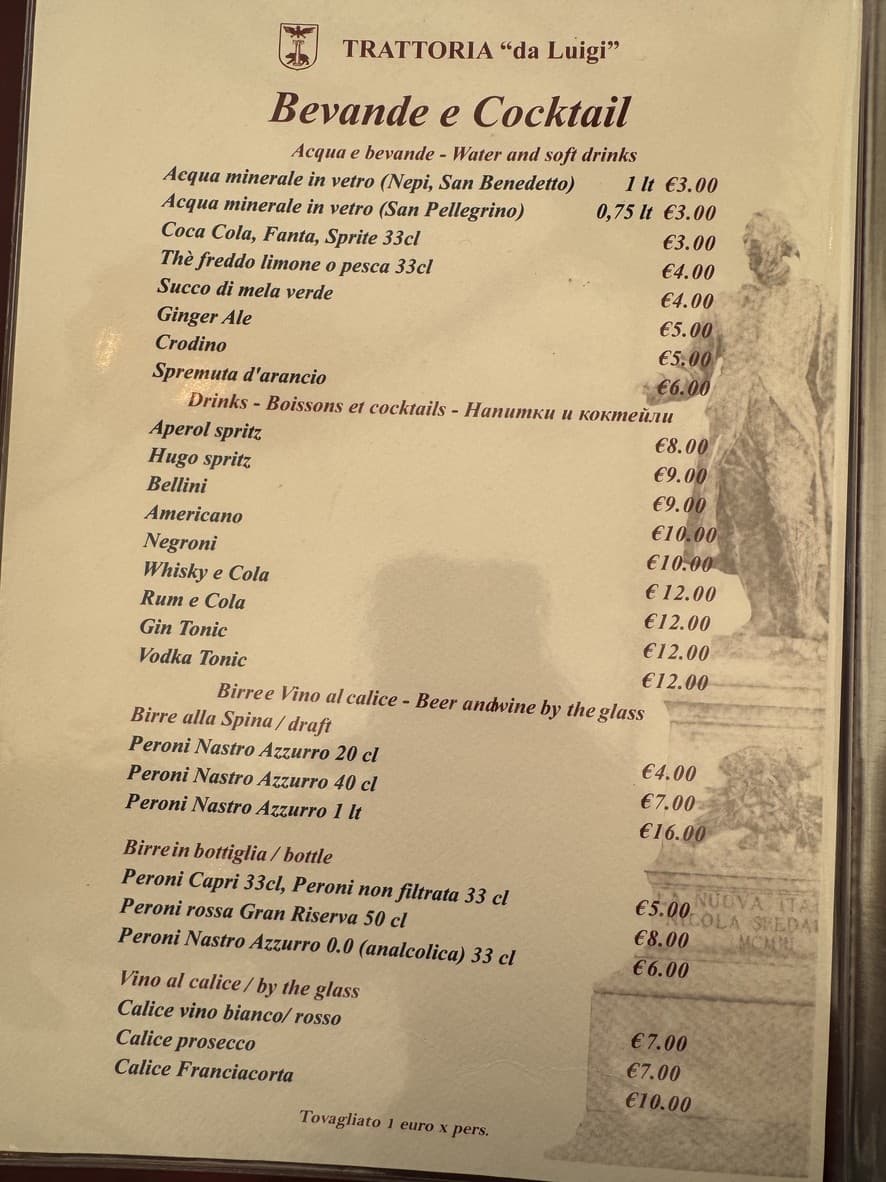 TRATTORIA “da Luigi”
Bevande e Cocktail
Acqua e bevande - Water and soft drinks
Acqua minerale in vetro (Nepi, San Benedetto) 1 lt €3.00
Acqua minerale in vetro (San Pellegrino) 0,75 lt €3.00
Coca Cola, Fanta, Sprite 33cl €3.00
Thè freddo limone o pesca 33cl €4.00
Succo di mela verde €4.00
Ginger Ale €5.00
Crodino €5.00
Spremuta d'arancio €6.00
Drinks - Boissons et cocktails - Напитки и коктейли
Aperol spritz €8.00
Hugo spritz €9.00
Bellini €9.00
Americano €10.00
Negroni €10.00
Whisky e Cola € 12.00
Rum e Cola €12.00
Gin Tonic €12.00
Vodka Tonic €12.00
Birre e Vino al calice - Beer and wine by the glass
Birre alla Spina / draft
Peroni Nastro Azzurro 20 cl €4.00
Peroni Nastro Azzurro 40 cl €7.00
Peroni Nastro Azzurro 1 lt €16.00
Birre in bottiglia / bottle
Peroni Capri 33cl, Peroni non filtrata 33 cl €5.00
Peroni rossa Gran Riserva 50 cl €8.00
Peroni Nastro Azzurro 0.0 (analcolica) 33 cl €6.00
Vino al calice / by the glass
Calice vino bianco/ rosso €7.00
Calice prosecco €7.00
Calice Franciacorta €10.00
Tovagliato 1 euro x pers.
NUOVA ITA